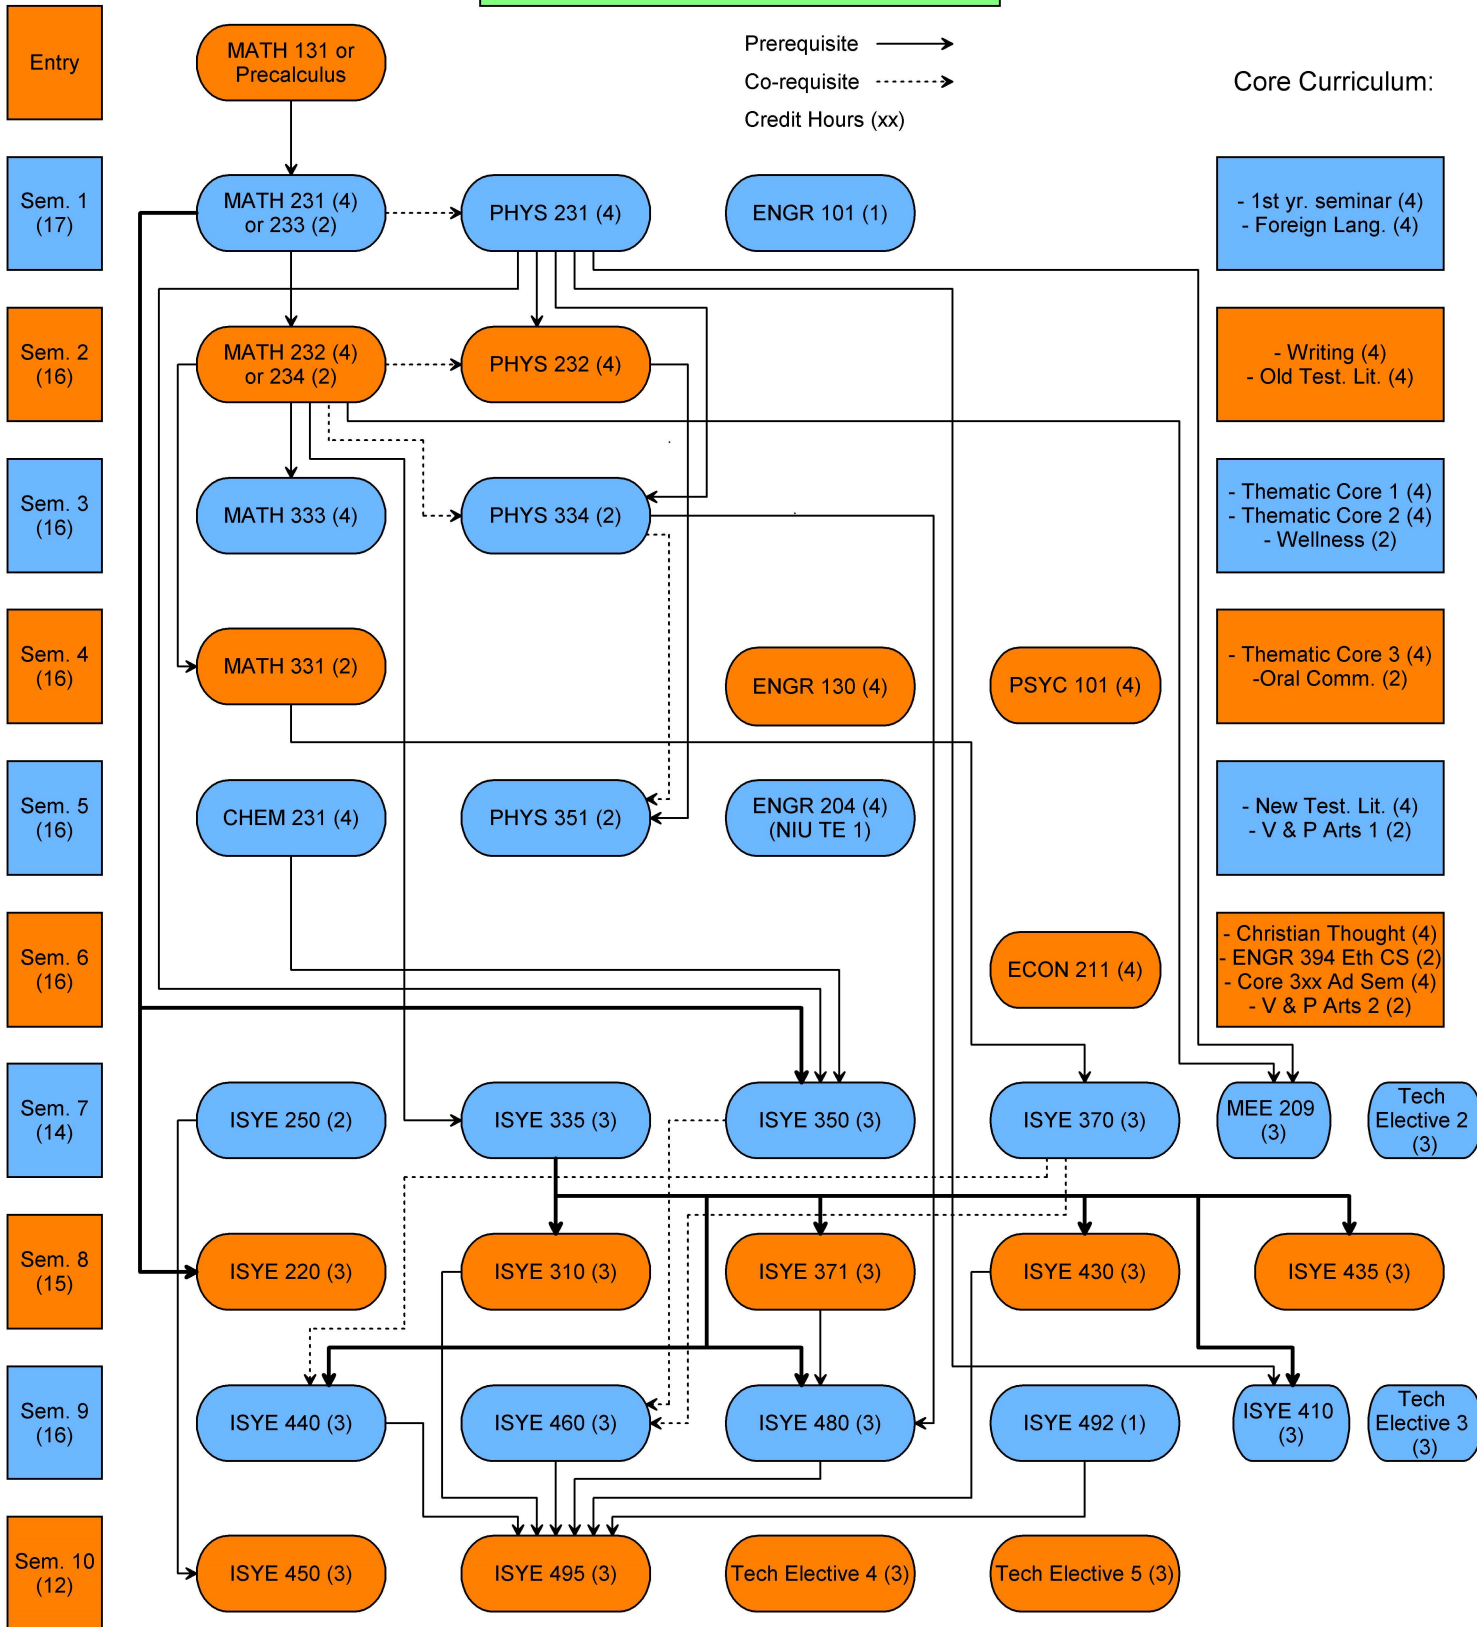 Entry
MATH 131 or
Precalculus
Prerequisite
Co-requisite
Credit Hours (xx)
Core Curriculum:
Sem. 1
(17)
MATH 231 (4)
or 233 (2)
PHYS 231 (4)
ENGR 101 (1)
- 1st yr. seminar (4)
- Foreign Lang. (4)
Sem. 2
(16)
MATH 232 (4)
or 234 (2)
PHYS 232 (4)
- Writing (4)
- Old Test. Lit. (4)
Sem. 3
(16)
MATH 333 (4)
PHYS 334 (2)
- Thematic Core 1 (4)
- Thematic Core 2 (4)
- Wellness (2)
Sem. 4
(16)
MATH 331 (2)
ENGR 130 (4)
PSYC 101 (4)
- Thematic Core 3 (4)
-Oral Comm. (2)
Sem. 5
(16)
CHEM 231 (4)
PHYS 351 (2)
ENGR 204 (4)
(NIU TE 1)
- New Test. Lit. (4)
- V & P Arts 1 (2)
Sem. 6
(16)
ECON 211 (4)
- Christian Thought (4)
- ENGR 394 Eth CS (2)
- Core 3xx Ad Sem (4)
- V & P Arts 2 (2)
Sem. 7
(14)
ISYE 250 (2)
ISYE 335 (3)
ISYE 350 (3)
ISYE 370 (3)
MEE 209
(3)
Tech
Elective 2
(3)
Sem. 8
(15)
ISYE 220 (3)
ISYE 310 (3)
ISYE 371 (3)
ISYE 430 (3)
ISYE 435 (3)
Sem. 9
(16)
ISYE 440 (3)
ISYE 460 (3)
ISYE 480 (3)
ISYE 492 (1)
ISYE 410
(3)
Tech
Elective 3
(3)
Sem. 10
(12)
ISYE 450 (3)
ISYE 495 (3)
Tech Elective 4 (3)
Tech Elective 5 (3)